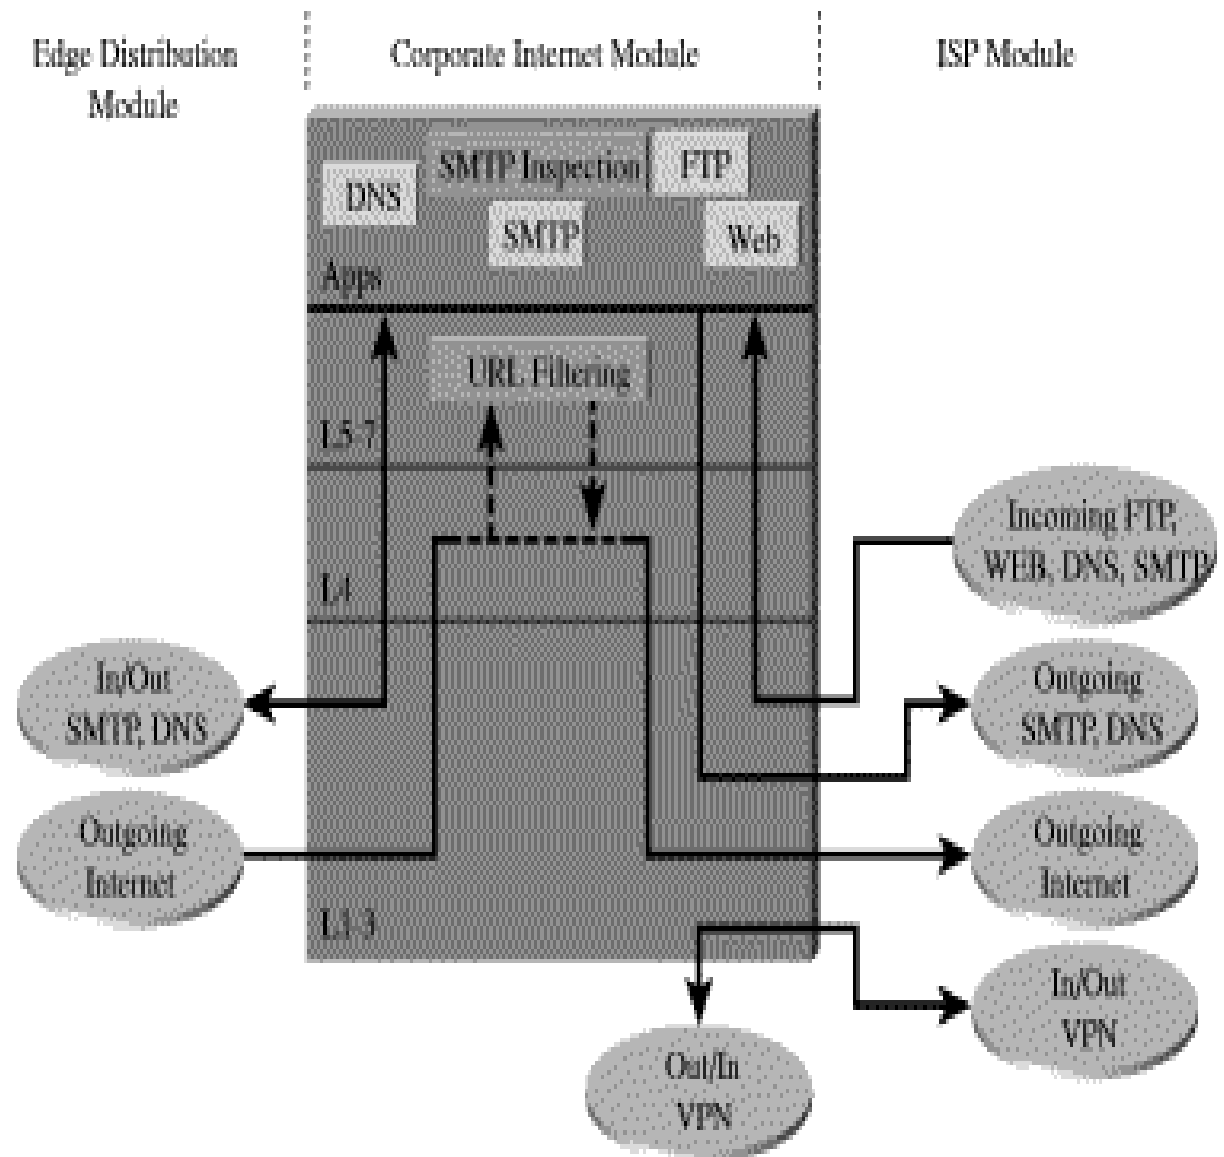 Edge Distribution
Module
Corporate Internet Module
ISP Module
DNS
SMTP Inspection
FTP
SMTP
Web
Apps
URL Filtering
L5-7
L4
L1-3
In/Out
SMTP, DNS
Outgoing
Internet
Incoming FTP,
WEB, DNS, SMTP
Outgoing
SMTP, DNS
Outgoing
Internet
In/Out
VPN
Out/In
VPN